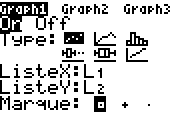 Graph1 Graph2 Graph3
On Off
Type:
ListeX:L1
ListeY:L2
Marque: ▫ + ·